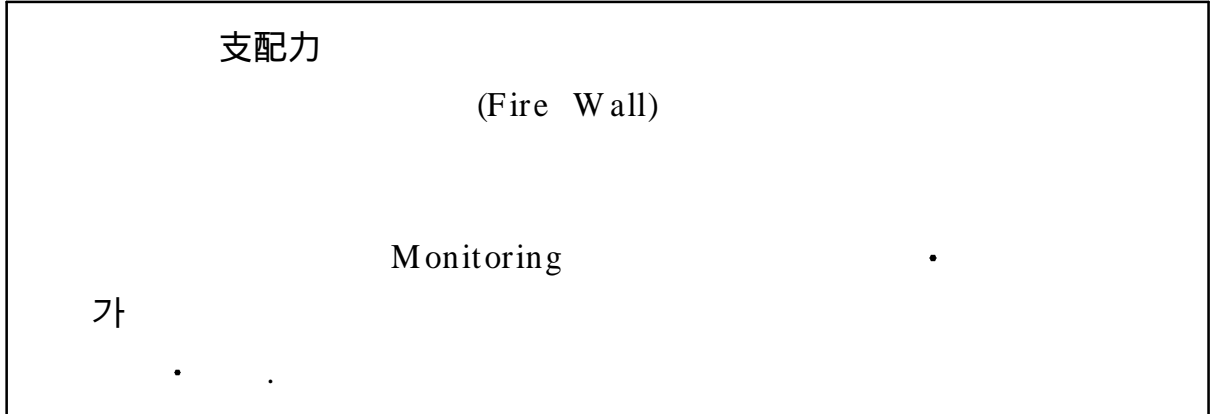 支配力
(Fire Wall)
Monitoring ·
가
· .